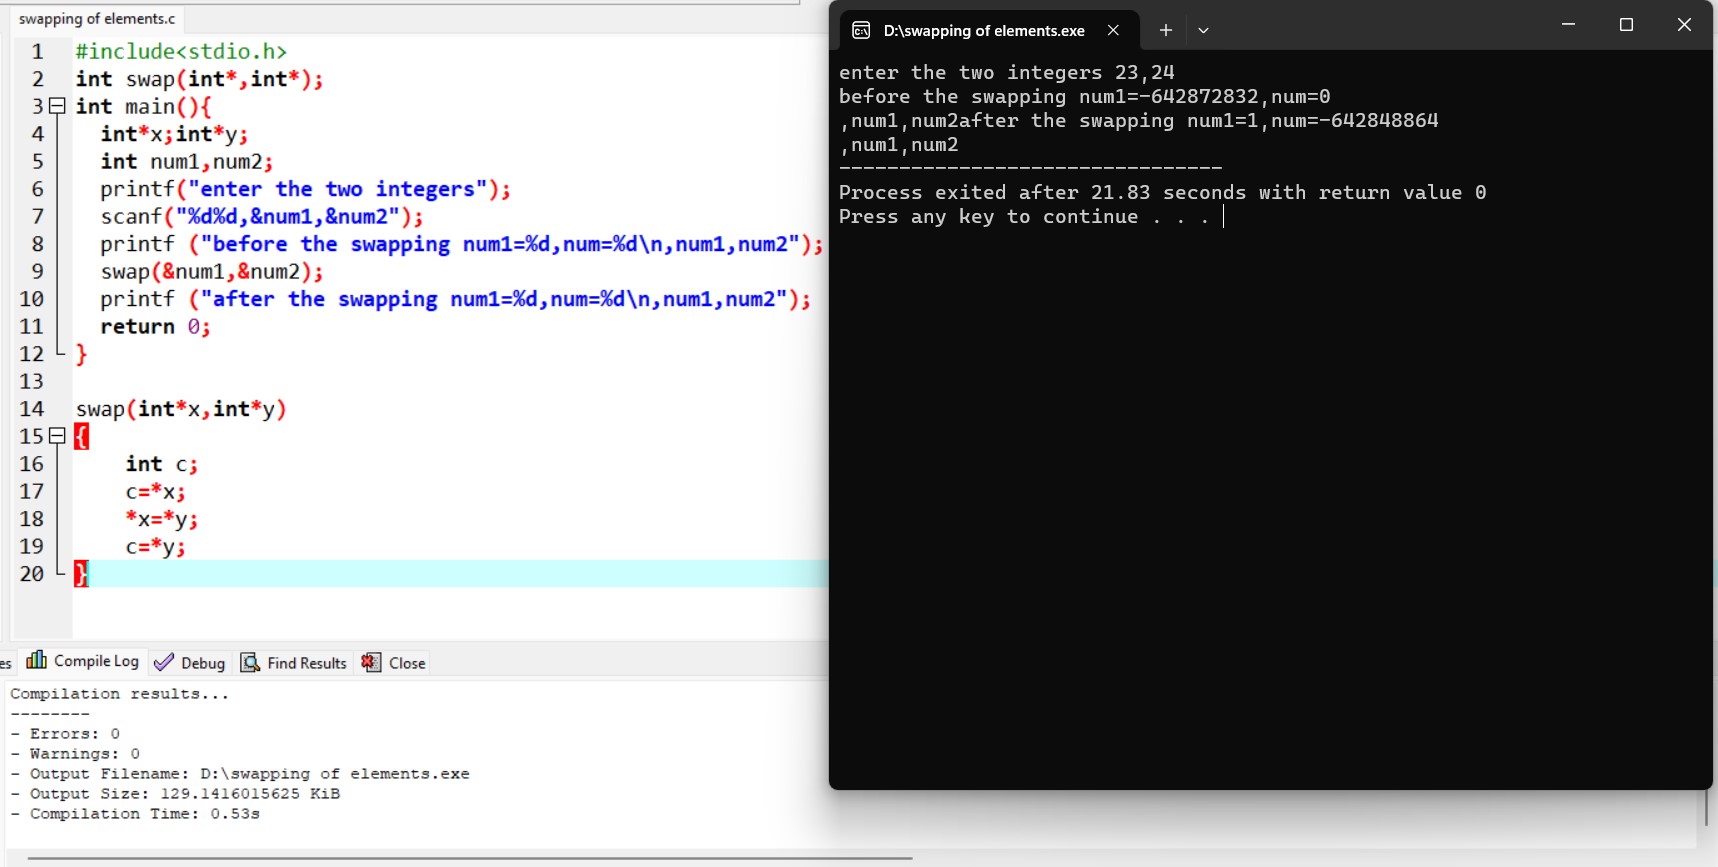 swapping of elements.c
1 #include<stdio.h>
2 int swap(int*,int*);
3 int main(){
4 int*x;int*y;
5 int num1,num2;
6 printf("enter the two integers");
7 scanf("%d%d,&num1,&num2");
8 printf ("before the swapping num1=%d,num=%d\n,num1,num2");
9 swap(&num1,&num2);
10 printf ("after the swapping num1=%d,num=%d\n,num1,num2");
11 return 0;
12 }
13
14 swap(int*x,int*y)
15 {
16 int c;
17 c=*x;
18 *x=*y;
19 c=*y;
20 }
es Compile Log Debug Find Results Close
Compilation results...
--------
- Errors: 0
- Warnings: 0
- Output Filename: D:\swapping of elements.exe
- Output Size: 129.1416015625 KiB
- Compilation Time: 0.53s
D:\swapping of elements.exe
enter the two integers 23,24
before the swapping num1=-642872832,num=0
,num1,num2after the swapping num1=1,num=-642848864
,num1,num2
--------------------------------
Process exited after 21.83 seconds with return value 0
Press any key to continue . . .